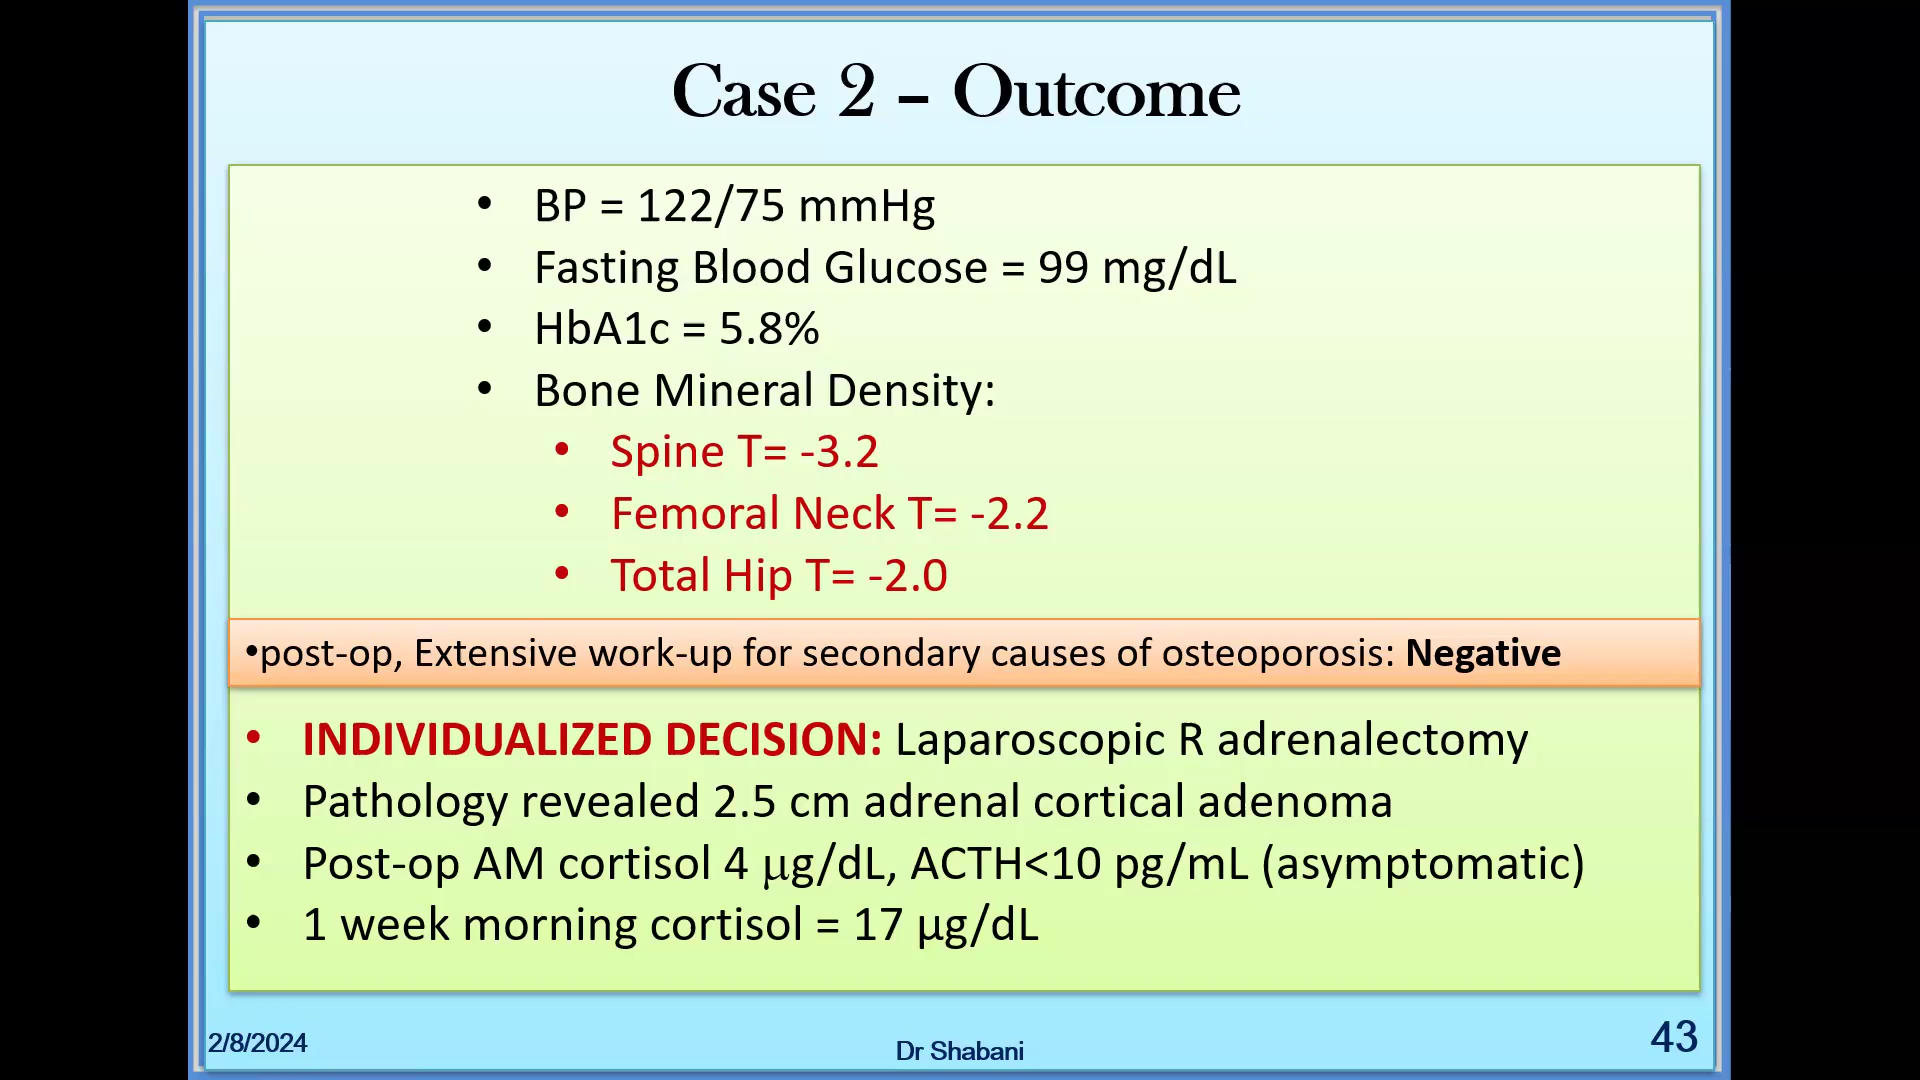 Case 2 – Outcome
• BP = 122/75 mmHg
• Fasting Blood Glucose = 99 mg/dL
• HbA1c = 5.8%
• Bone Mineral Density:
• Spine T= -3.2
• Femoral Neck T= -2.2
• Total Hip T= -2.0
•post-op, Extensive work-up for secondary causes of osteoporosis: Negative
• INDIVIDUALIZED DECISION: Laparoscopic R adrenalectomy
• Pathology revealed 2.5 cm adrenal cortical adenoma
• Post-op AM cortisol 4 μg/dL, ACTH<10 pg/mL (asymptomatic)
• 1 week morning cortisol = 17 µg/dL
2/8/2024
Dr Shabani
43